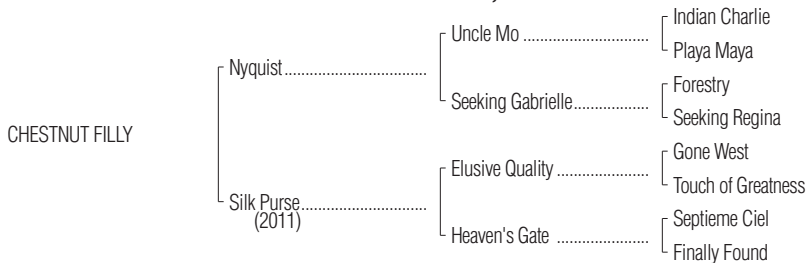 Indian Charlie
Uncle Mo
Playa Maya
Nyquist
Forestry
Seeking Gabrielle
Seeking Regina
CHESTNUT FILLY
Gone West
Elusive Quality
Touch of Greatness
Silk Purse
(2011)
Septieme Ciel
Heaven's Gate
Finally Found